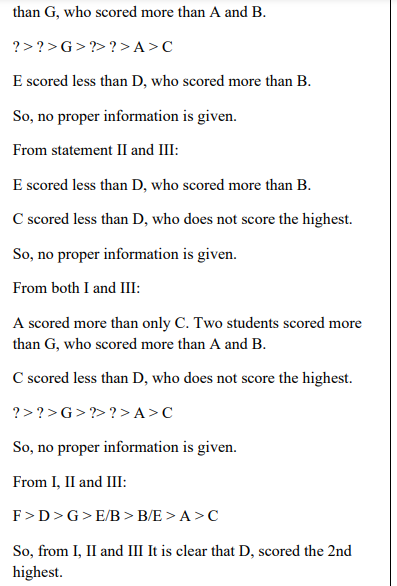 than G, who scored more than A and B.
? > ? > G > ?> ? > A > C
E scored less than D, who scored more than B.
So, no proper information is given.
From statement II and III:
E scored less than D, who scored more than B.
C scored less than D, who does not score the highest.
So, no proper information is given.
From both I and III:
A scored more than only C. Two students scored more
than G, who scored more than A and B.
C scored less than D, who does not score the highest.
? > ? > G > ?> ? > A > C
So, no proper information is given.
From I, II and III:
F > D > G > E/B > B/E > A > C
So, from I, II and III It is clear that D, scored the 2nd
highest.